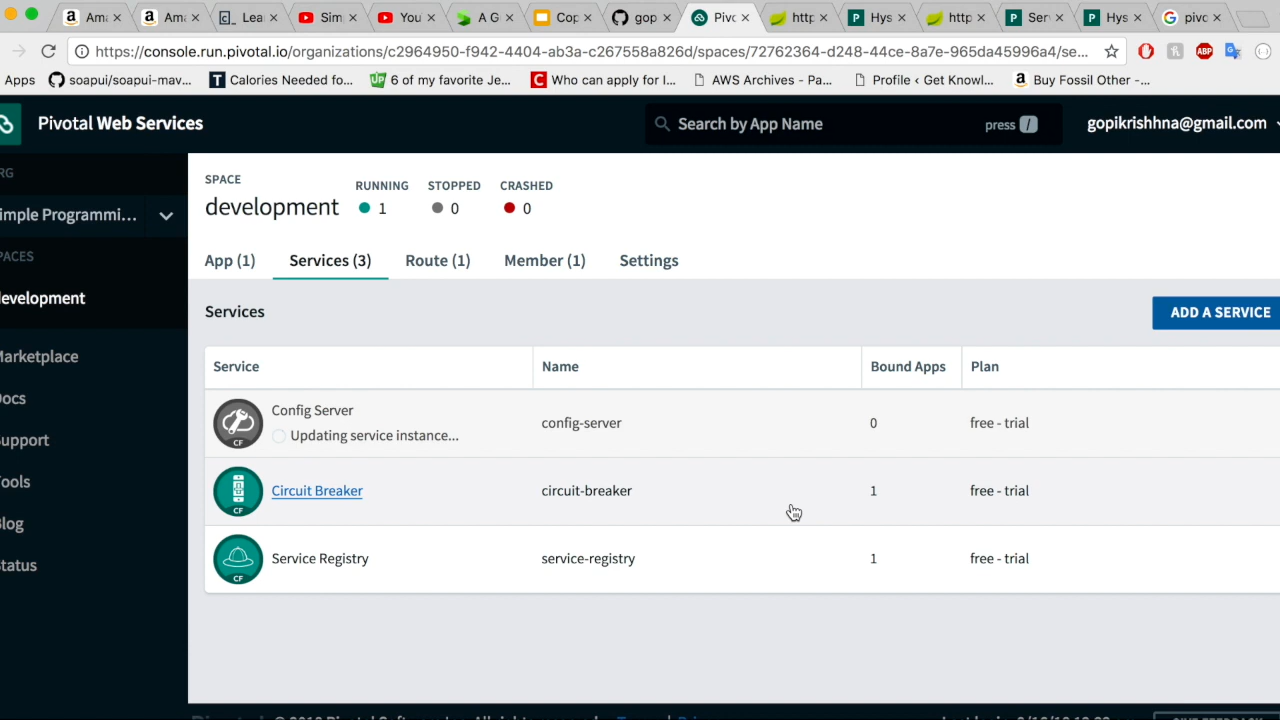 Ama
Ama
Lea
Sim
You
A G
Cop
gop
Pivo
http
Hys
http
Ser
Hys
pivo
https://console.run.pivotal.io/organizations/c2964950-f942-4404-ab3a-c267558a826d/spaces/72762364-d248-44ce-8a7e-965da45996a4/se...
Apps
soapui/soapui-mav...
Calories Needed fo...
6 of my favorite Je...
Who can apply for I...
AWS Archives - Pa...
Profile ‹ Get Knowl...
Buy Fossil Other -...
Pivotal Web Services
Search by App Name
press /
gopikrishhna@gmail.com
RG
imple Programmi...
PACES
development
Marketplace
Docs
Support
Tools
Blog
Status
SPACE
development
RUNNING
1
STOPPED
0
CRASHED
0
App (1)
Services (3)
Route (1)
Member (1)
Settings
Services
ADD A SERVICE
Service
Name
Bound Apps
Plan
CF
Config Server
Updating service instance...
config-server
0
free - trial
CF
Circuit Breaker
circuit-breaker
1
free - trial
CF
Service Registry
service-registry
1
free - trial